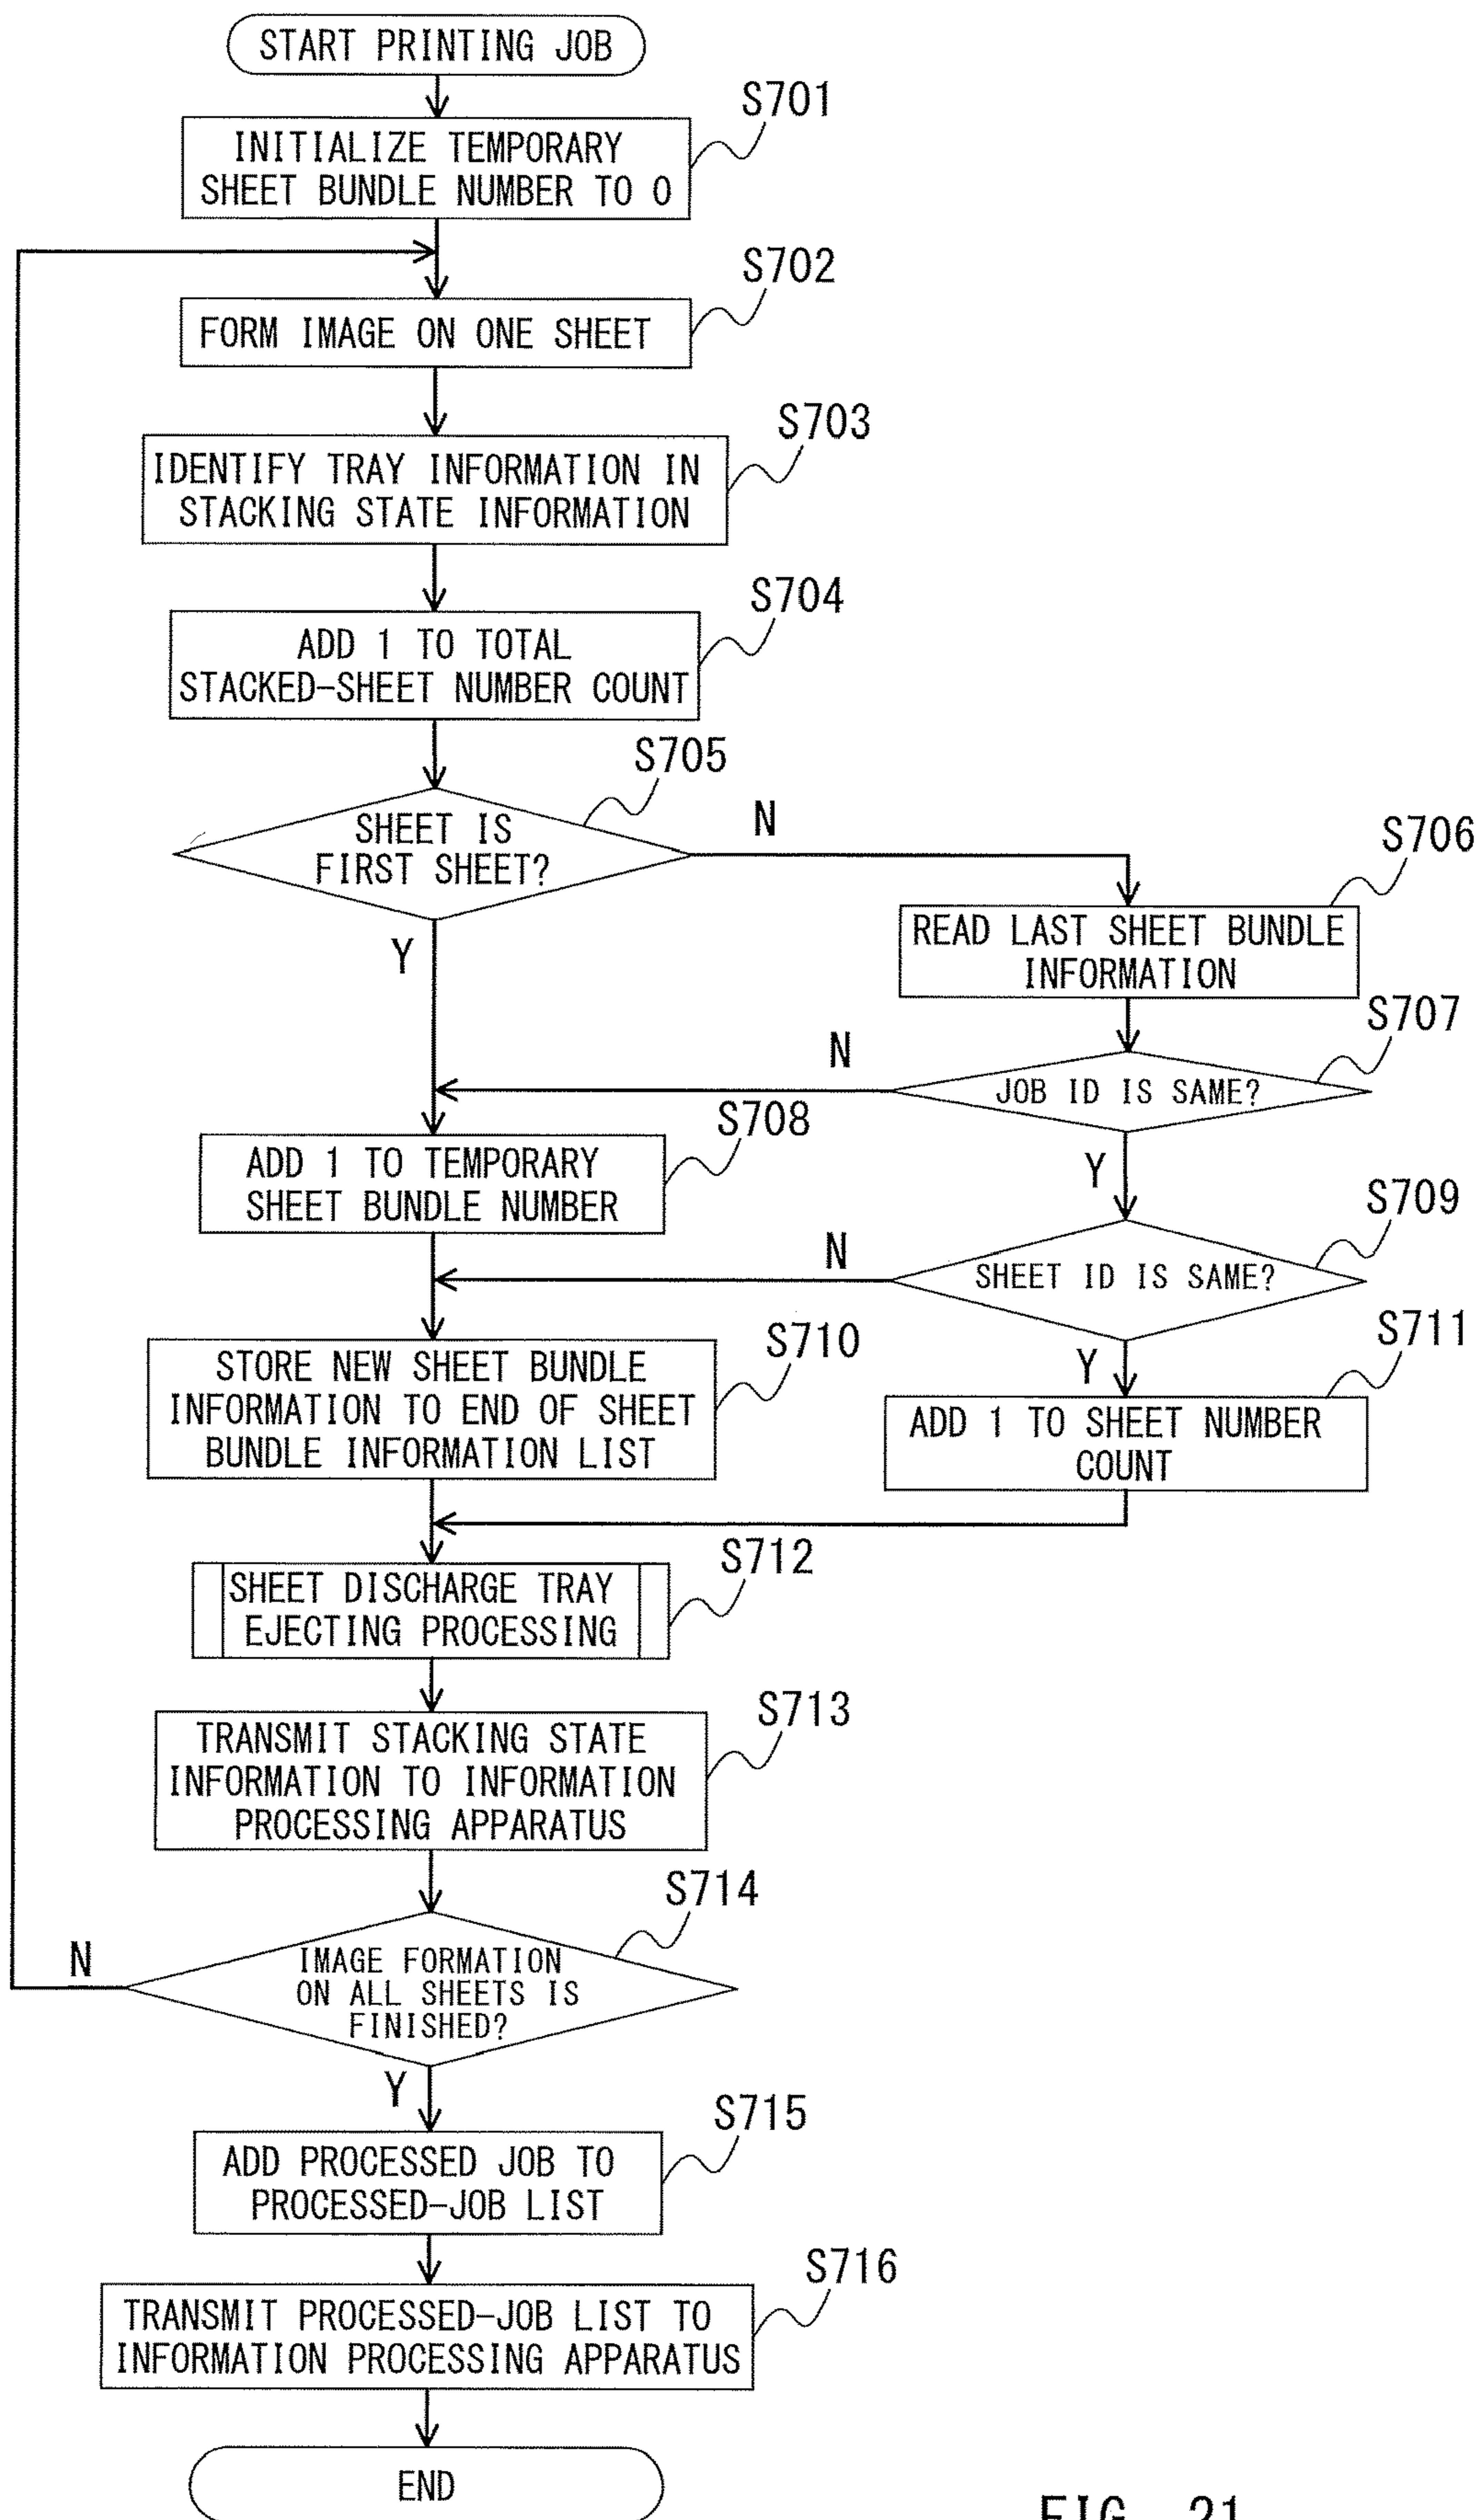 START PRINTING JOB
S701
INITIALIZE TEMPORARY
SHEET BUNDLE NUMBER TO 0
S702
FORM IMAGE ON ONE SHEET
S703
IDENTIFY TRAY INFORMATION IN
STACKING STATE INFORMATION
S704
ADD 1 TO TOTAL
STACKED-SHEET NUMBER COUNT
S705
SHEET IS
FIRST SHEET?
N
Y
S706
READ LAST SHEET BUNDLE
INFORMATION
S707
JOB ID IS SAME?
N
Y
S708
ADD 1 TO TEMPORARY
SHEET BUNDLE NUMBER
S709
SHEET ID IS SAME?
N
Y
S710
STORE NEW SHEET BUNDLE
INFORMATION TO END OF SHEET
BUNDLE INFORMATION LIST
S711
ADD 1 TO SHEET NUMBER
COUNT
S712
SHEET DISCHARGE TRAY
EJECTING PROCESSING
S713
TRANSMIT STACKING STATE
INFORMATION TO INFORMATION
PROCESSING APPARATUS
S714
IMAGE FORMATION
ON ALL SHEETS IS
FINISHED?
N
Y
S715
ADD PROCESSED JOB TO
PROCESSED-JOB LIST
S716
TRANSMIT PROCESSED-JOB LIST TO
INFORMATION PROCESSING APPARATUS
END
FIG. 21